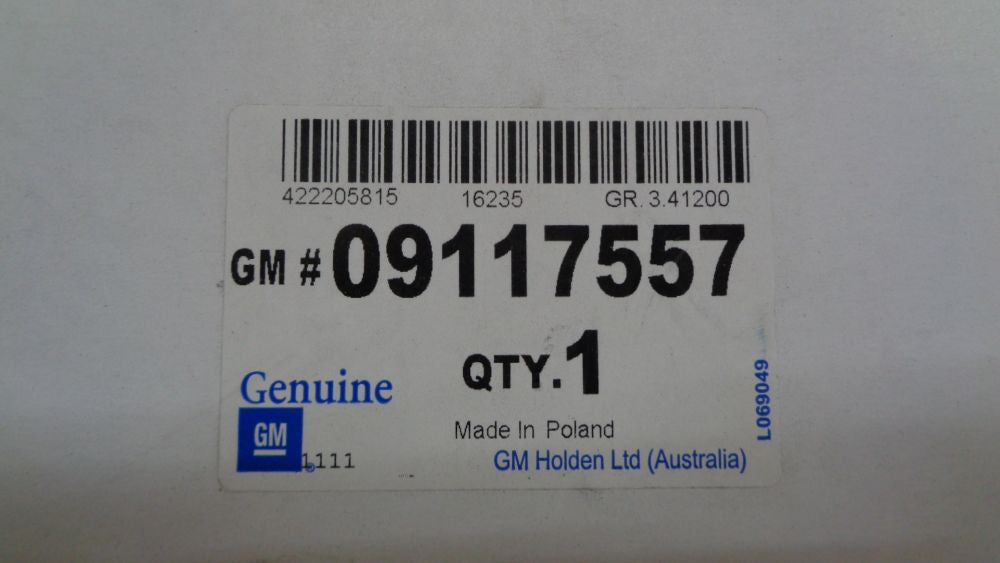 422205815 16235 GR. 3.41200
GM # 09117557
QTY. 1
Genuine
GM
® 1111
Made In Poland
GM Holden Ltd (Australia)
L069049